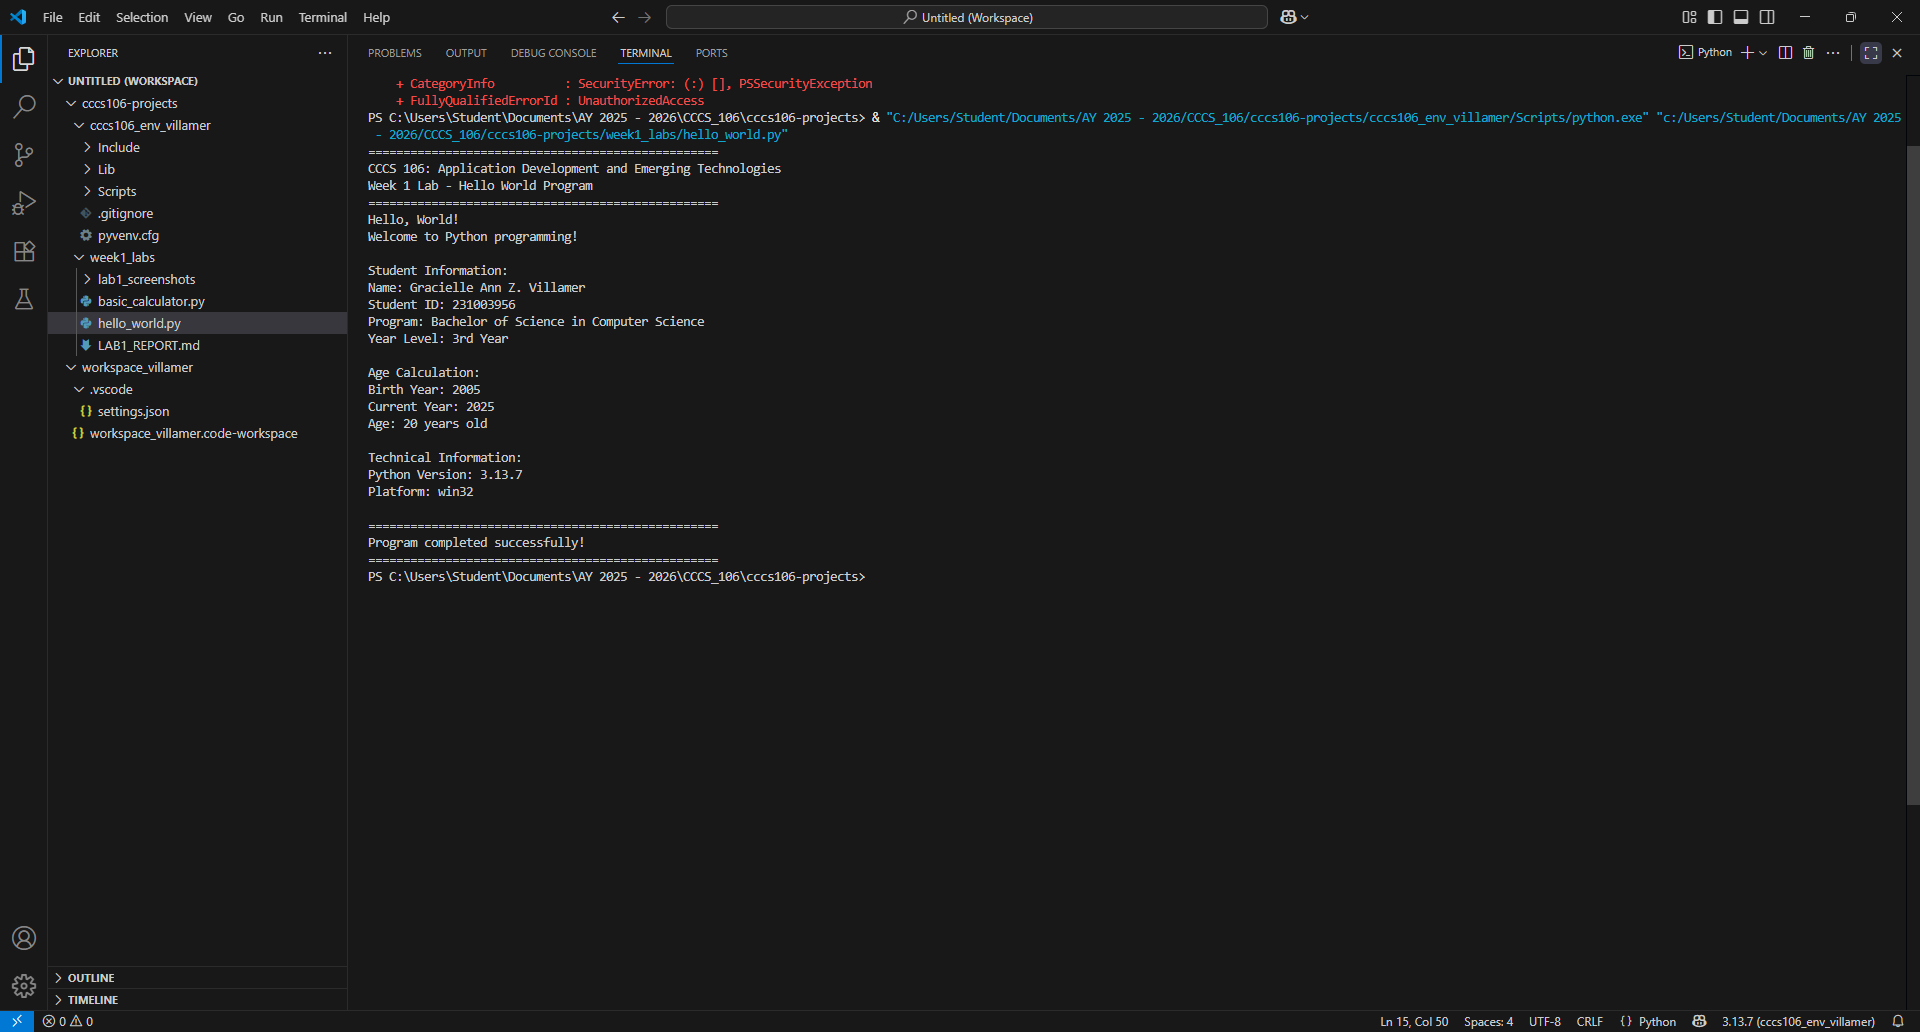 File Edit Selection View Go Run Terminal Help
Untitled (Workspace)
EXPLORER
UNTITLED (WORKSPACE)
cccs106-projects
cccs106_env_villamer
Include
Lib
Scripts
.gitignore
pyvenv.cfg
week1_labs
lab1_screenshots
basic_calculator.py
hello_world.py
LAB1_REPORT.md
workspace_villamer
.vscode
settings.json
workspace_villamer.code-workspace
OUTLINE
TIMELINE
PROBLEMS OUTPUT DEBUG CONSOLE TERMINAL PORTS
Python
+ CategoryInfo : SecurityError: (:) [], PSSecurityException
+ FullyQualifiedErrorId : UnauthorizedAccess
PS C:\Users\Student\Documents\AY 2025 - 2026\CCCS_106\cccs106-projects> & "C:/Users/Student/Documents/AY 2025 - 2026/CCCS_106/cccs106-projects/cccs106_env_villamer/Scripts/python.exe" "c:/Users/Student/Documents/AY 2025
- 2026/CCCS_106/cccs106-projects/week1_labs/hello_world.py"
==================================================
CCCS 106: Application Development and Emerging Technologies
Week 1 Lab - Hello World Program
==================================================
Hello, World!
Welcome to Python programming!
Student Information:
Name: Gracielle Ann Z. Villamer
Student ID: 231003956
Program: Bachelor of Science in Computer Science
Year Level: 3rd Year
Age Calculation:
Birth Year: 2005
Current Year: 2025
Age: 20 years old
Technical Information:
Python Version: 3.13.7
Platform: win32
==================================================
Program completed successfully!
==================================================
PS C:\Users\Student\Documents\AY 2025 - 2026\CCCS_106\cccs106-projects>
0 0
Ln 15, Col 50 Spaces: 4 UTF-8 CRLF {} Python 3.13.7 (cccs106_env_villamer)